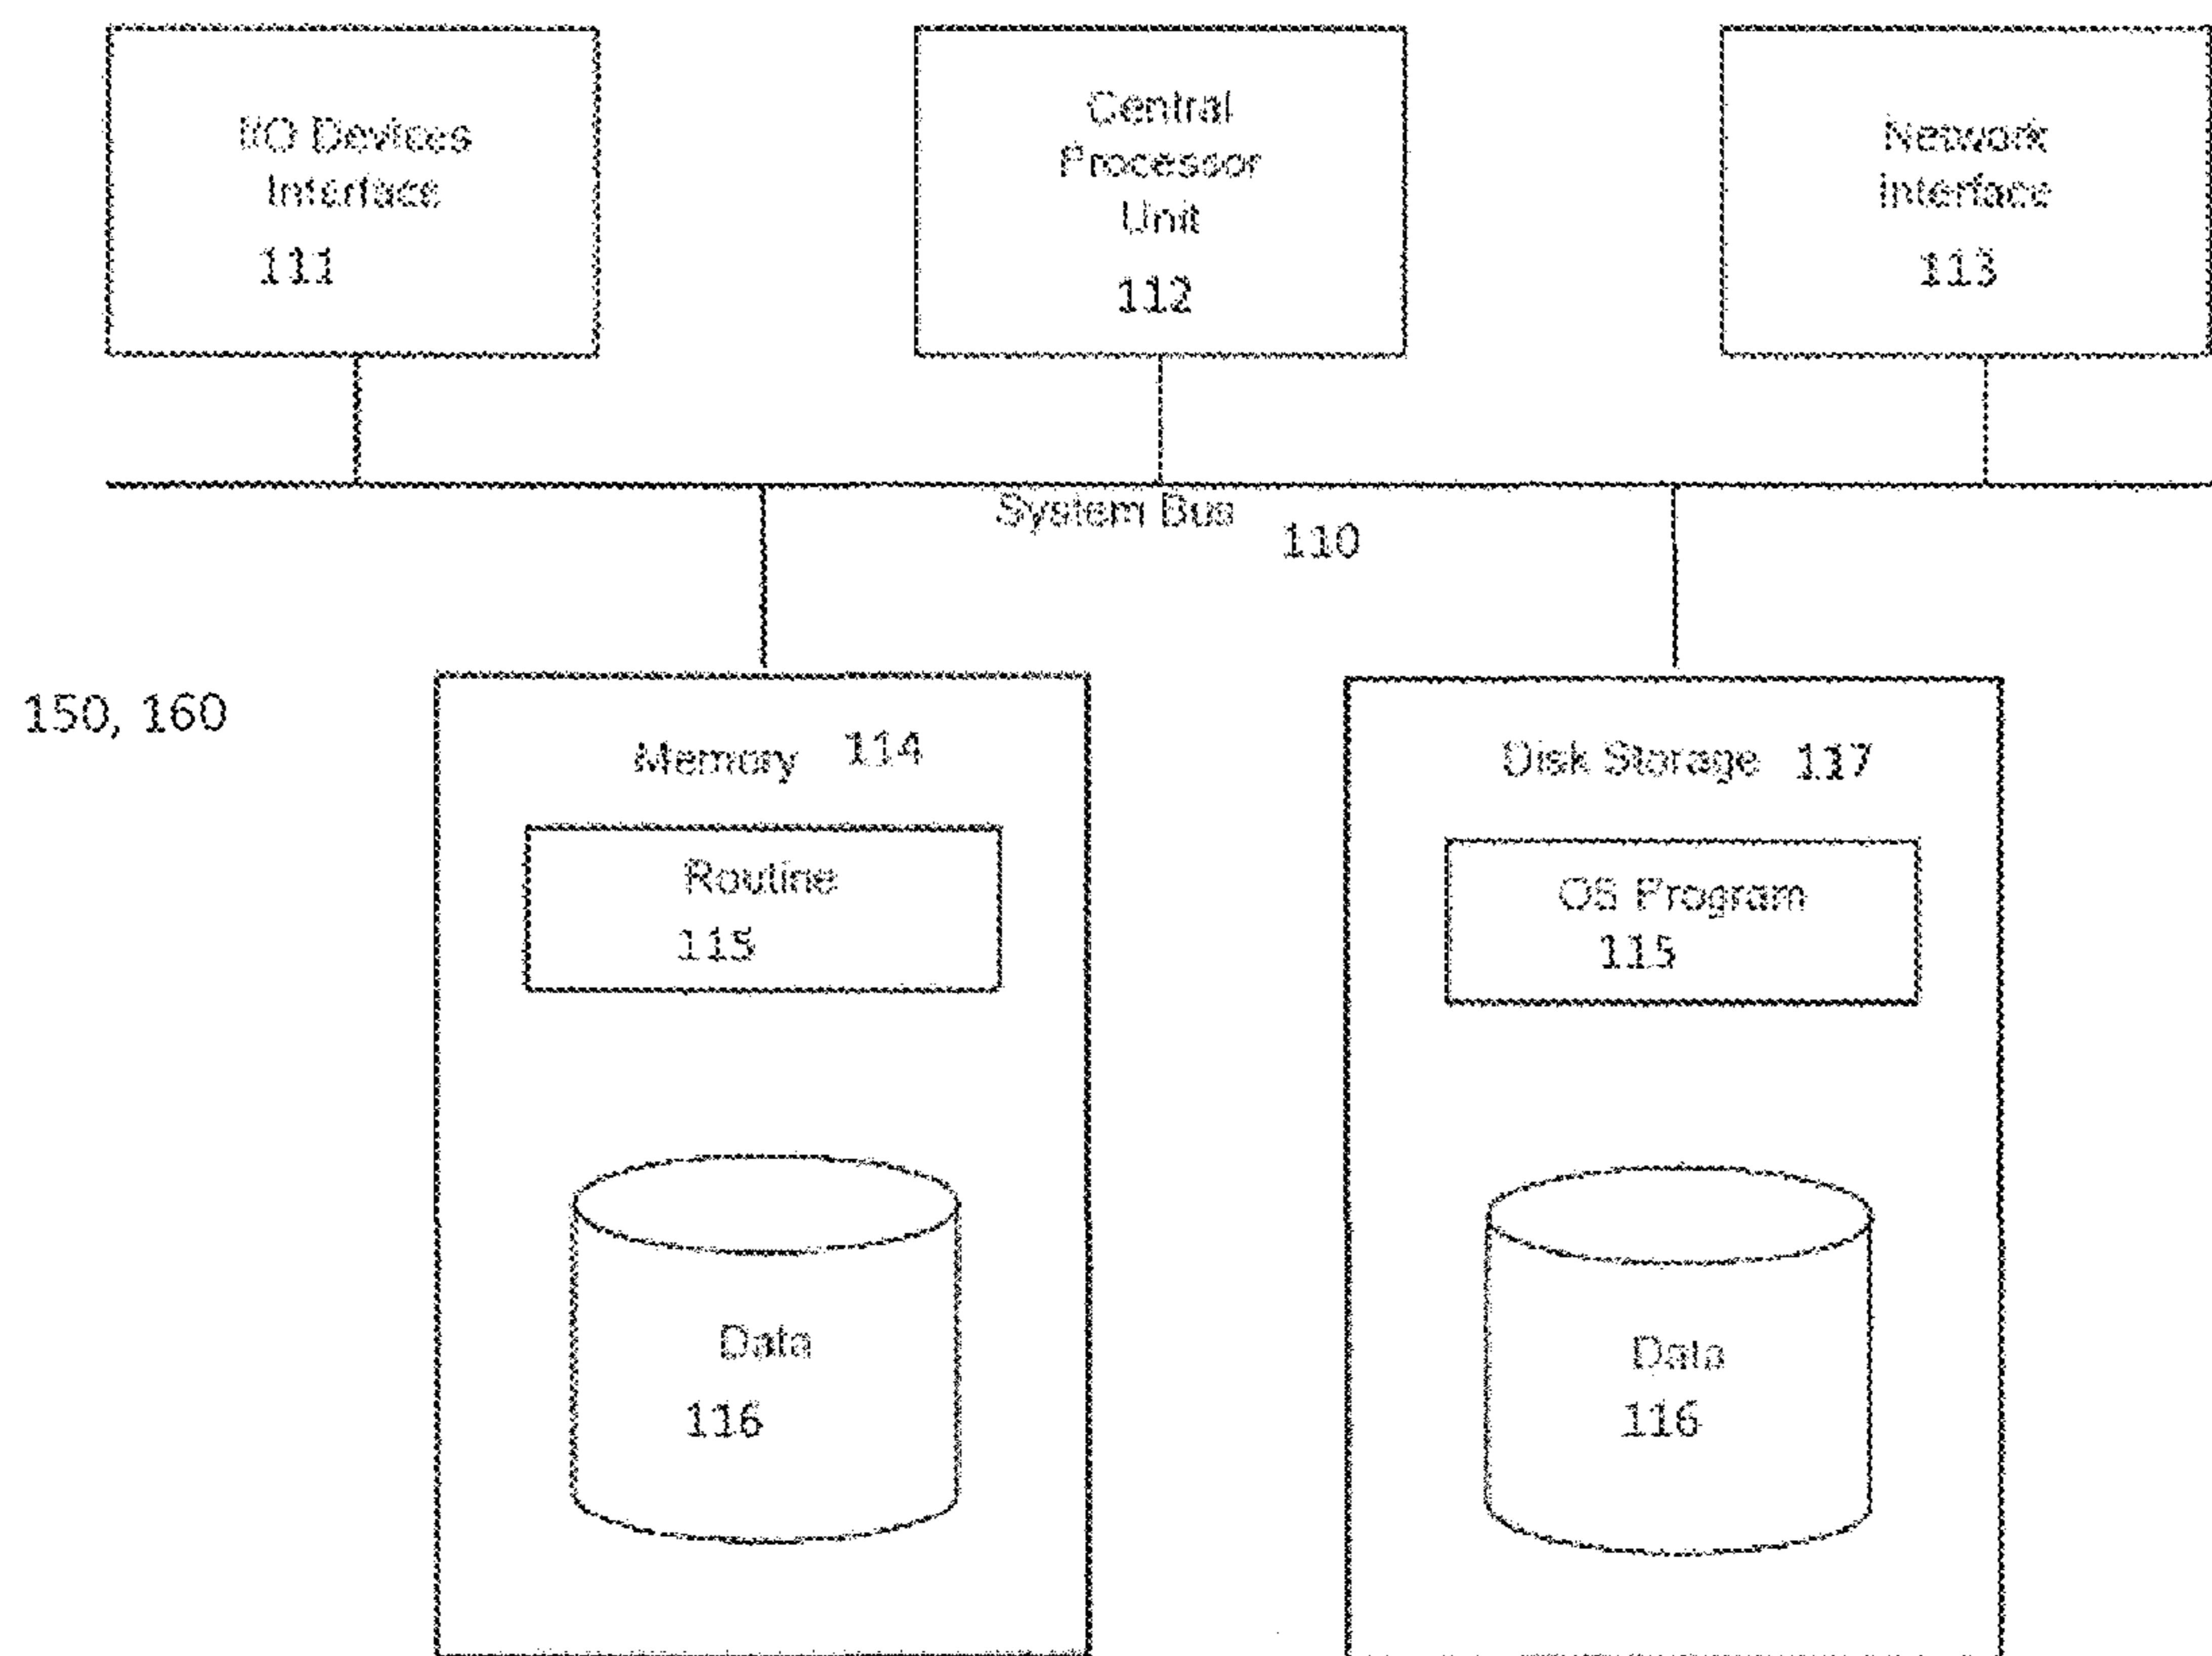 I/O Devices
Interface
111
Central
Processor
Unit
112
Network
Interface
113
System Bus
110
150, 160
Memory 114
Routine
115
Data
116
Disk Storage 117
OS Program
115
Data
116